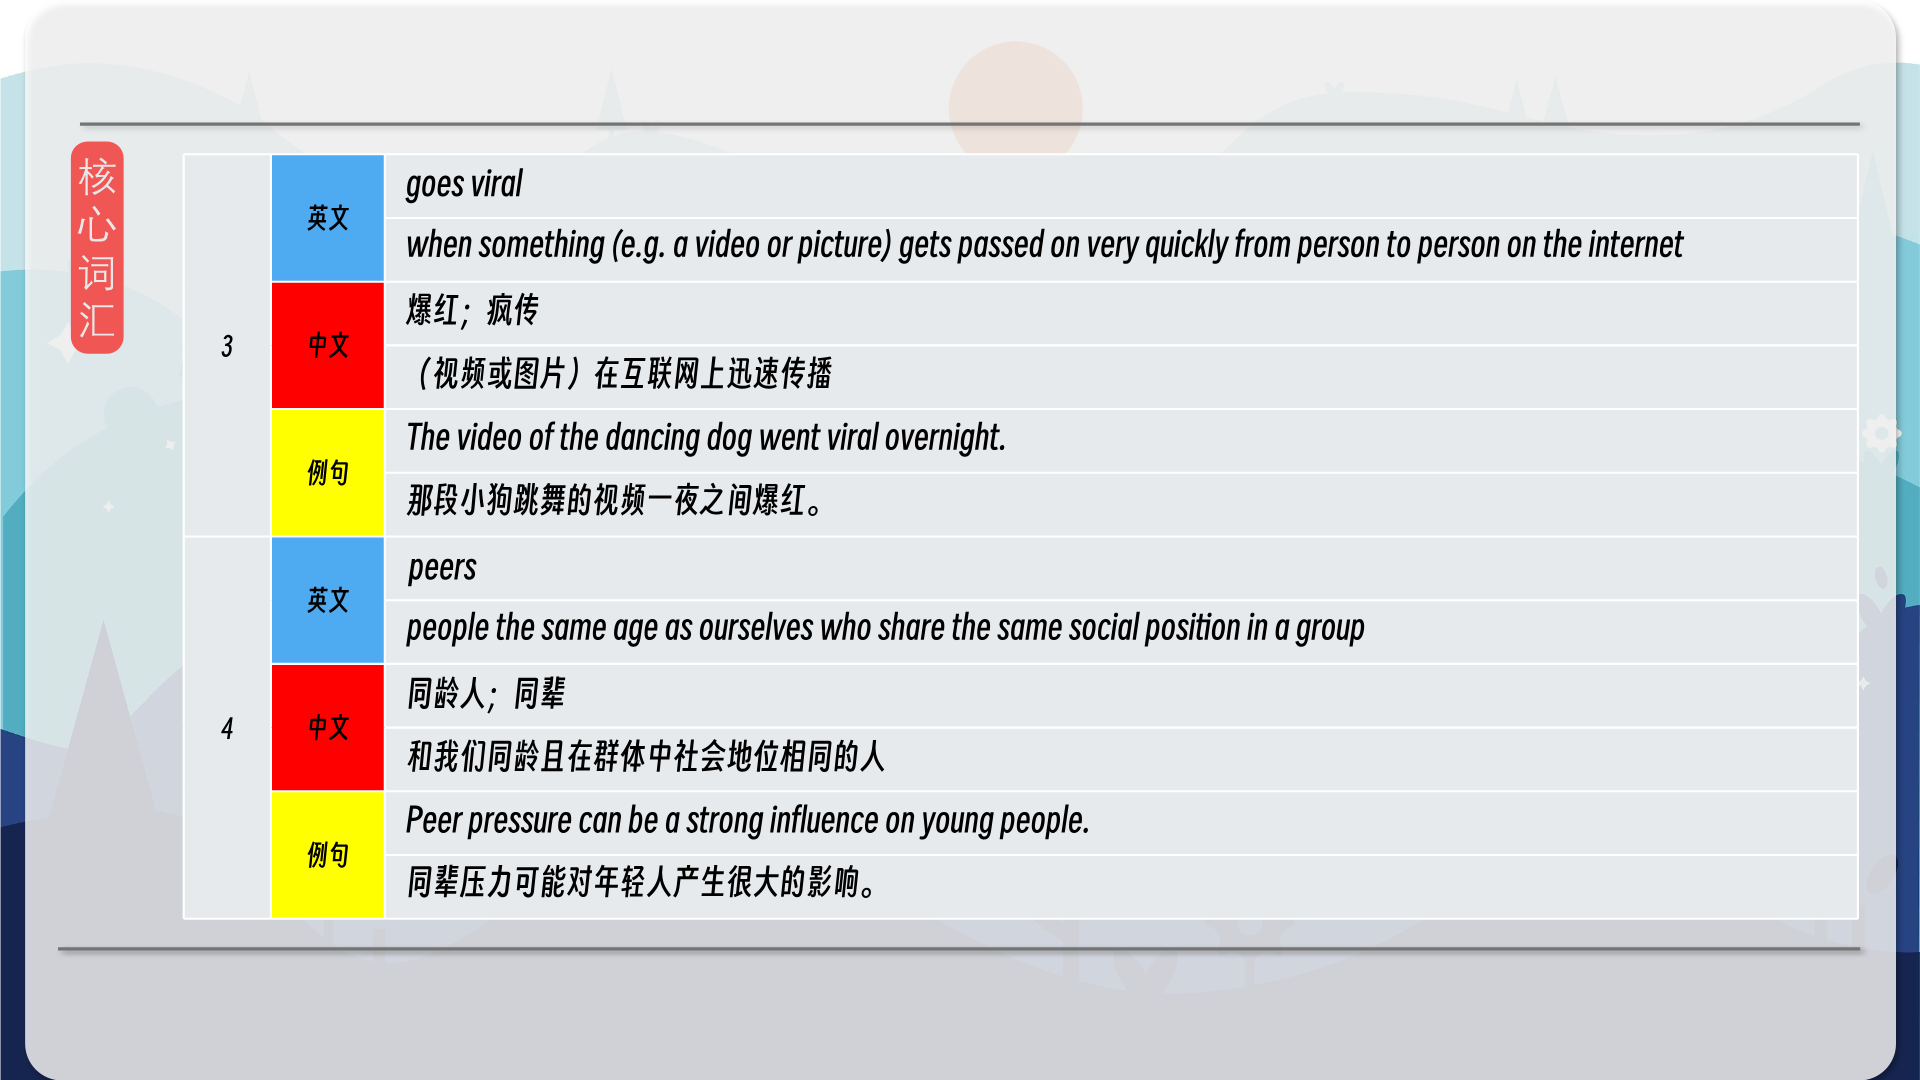 核
心
词
汇
3
英文
goes viral
when something (e.g. a video or picture) gets passed on very quickly from person to person on the internet
中文
爆红；疯传
（视频或图片）在互联网上迅速传播
例句
The video of the dancing dog went viral overnight.
那段小狗跳舞的视频一夜之间爆红。
4
英文
peers
people the same age as ourselves who share the same social position in a group
中文
同龄人；同辈
和我们同龄且在群体中社会地位相同的人
例句
Peer pressure can be a strong influence on young people.
同辈压力可能对年轻人产生很大的影响。